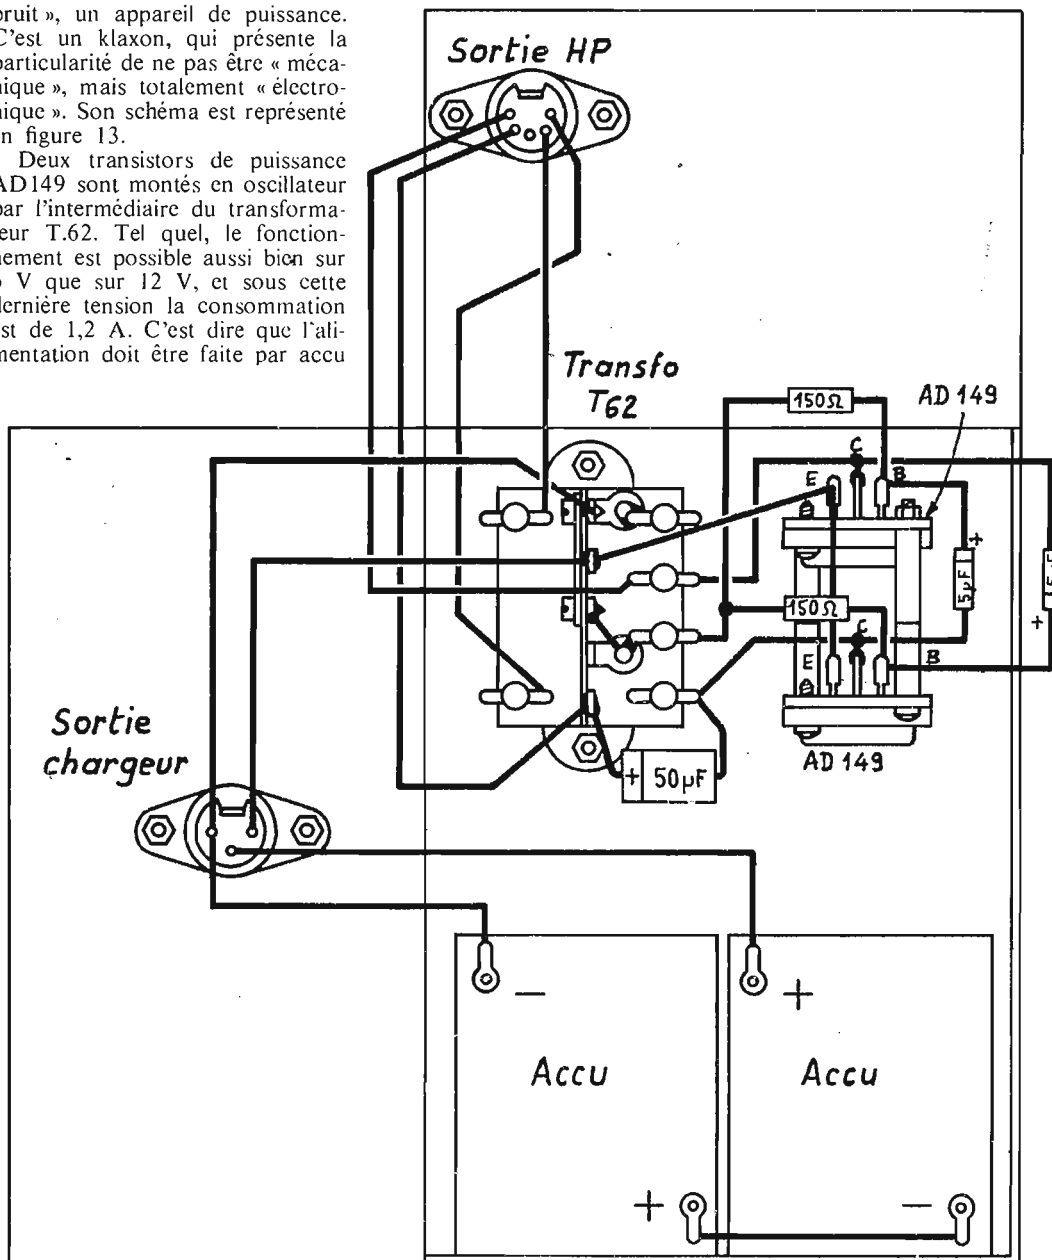 bruit », un appareil de puissance.
C'est un klaxon, qui présente la
particularité de ne pas être « méca-
nique », mais totalement « électro-
nique ». Son schéma est représenté
en figure 13.
Deux transistors de puissance
AD149 sont montés en oscillateur
par l'intermédiaire du transforma-
teur T.62. Tel quel, le fonction-
nement est possible aussi bien sur
6 V que sur 12 V, et sous cette
dernière tension la consommation
est de 1,2 A. C'est dire que l'ali-
mentation doit être faite par accu
Sortie HP
Transfo
T62
150Ω
AD 149
E
C
B
+
5µF
5µF
+
150Ω
E
C
B
AD 149
+ 50µF
Sortie
chargeur
−
+
Accu
Accu
+
−